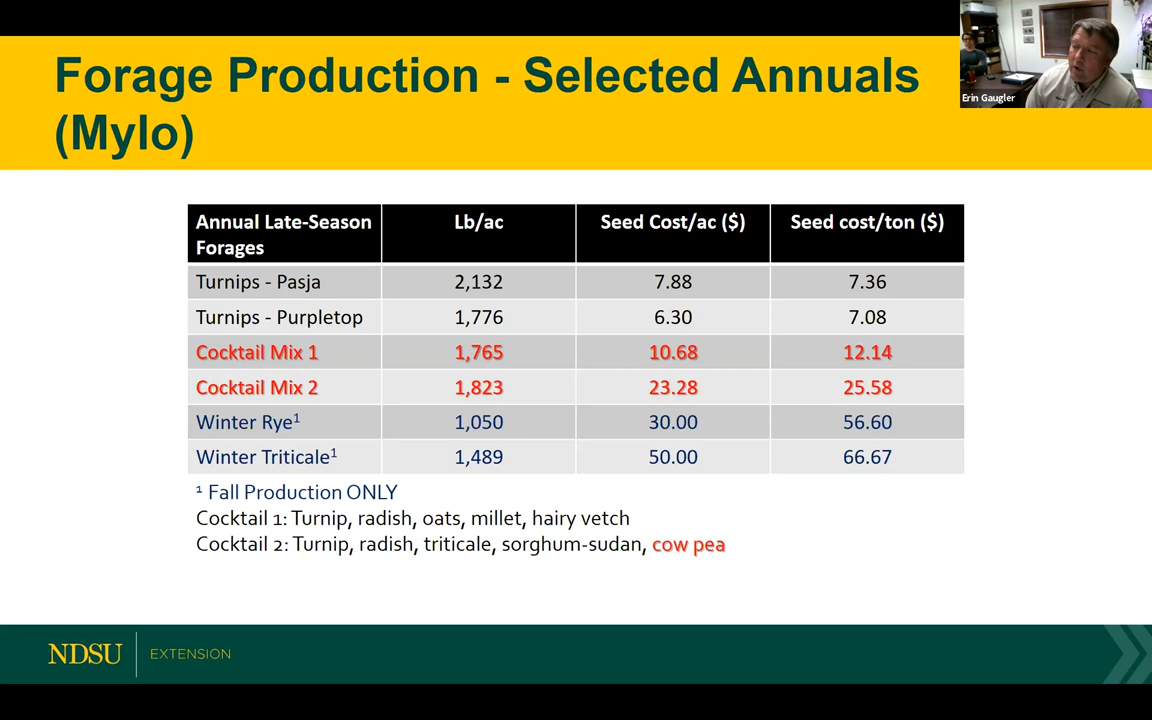 Forage Production - Selected Annuals
(Mylo)
Erin Gaugler
Annual Late-Season Forages Lb/ac Seed Cost/ac ($) Seed cost/ton ($)
Turnips - Pasja 2,132 7.88 7.36
Turnips - Purpletop 1,776 6.30 7.08
Cocktail Mix 1 1,765 10.68 12.14
Cocktail Mix 2 1,823 23.28 25.58
Winter Rye¹ 1,050 30.00 56.60
Winter Triticale¹ 1,489 50.00 66.67
¹ Fall Production ONLY
Cocktail 1: Turnip, radish, oats, millet, hairy vetch
Cocktail 2: Turnip, radish, triticale, sorghum-sudan, cow pea
NDSU EXTENSION